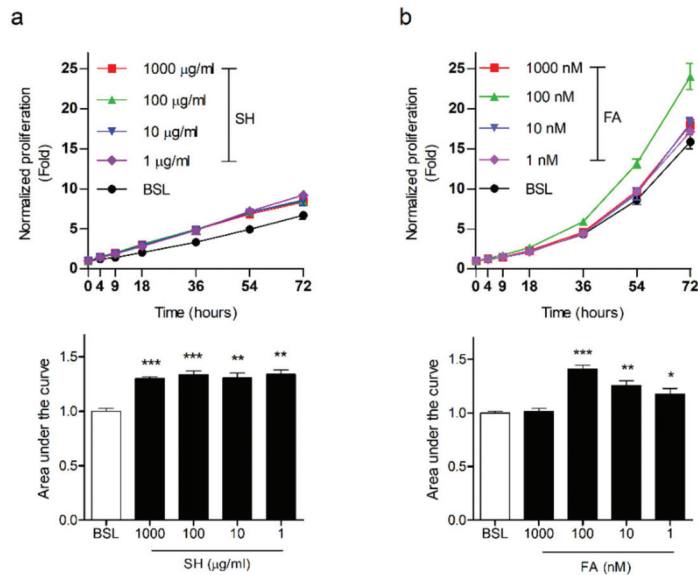 a
Normalized proliferation
(Fold)
25
20
15
10
5
0
1000 µg/ml
100 µg/ml
10 µg/ml
1 µg/ml
BSL
SH
0 4 9 18 36 54 72
Time (hours)
Area under the curve
1.5
1.0
0.5
0.0
*** *** ** **
BSL 1000 100 10 1
SH (µg/ml)
b
Normalized proliferation
(Fold)
25
20
15
10
5
0
1000 nM
100 nM
10 nM
1 nM
BSL
FA
0 4 9 18 36 54 72
Time (hours)
Area under the curve
1.5
1.0
0.5
0.0
*** ** *
BSL 1000 100 10 1
FA (nM)